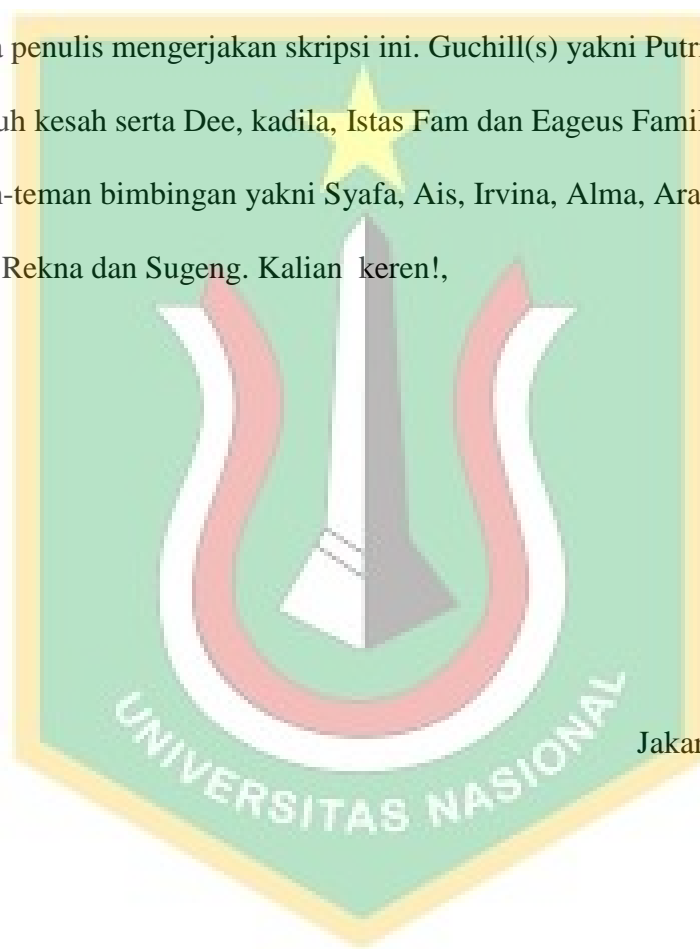 penulis mengerjakan skripsi ini. Guchill(s) yakni Putr
uh kesah serta Dee, kadila, Istas Fam dan Eageus Famil
-teman bimbingan yakni Syafa, Ais, Irvina, Alma, Ara
Rekna dan Sugeng. Kalian keren!,
Jakar
UNIVERSITAS NASIONAL